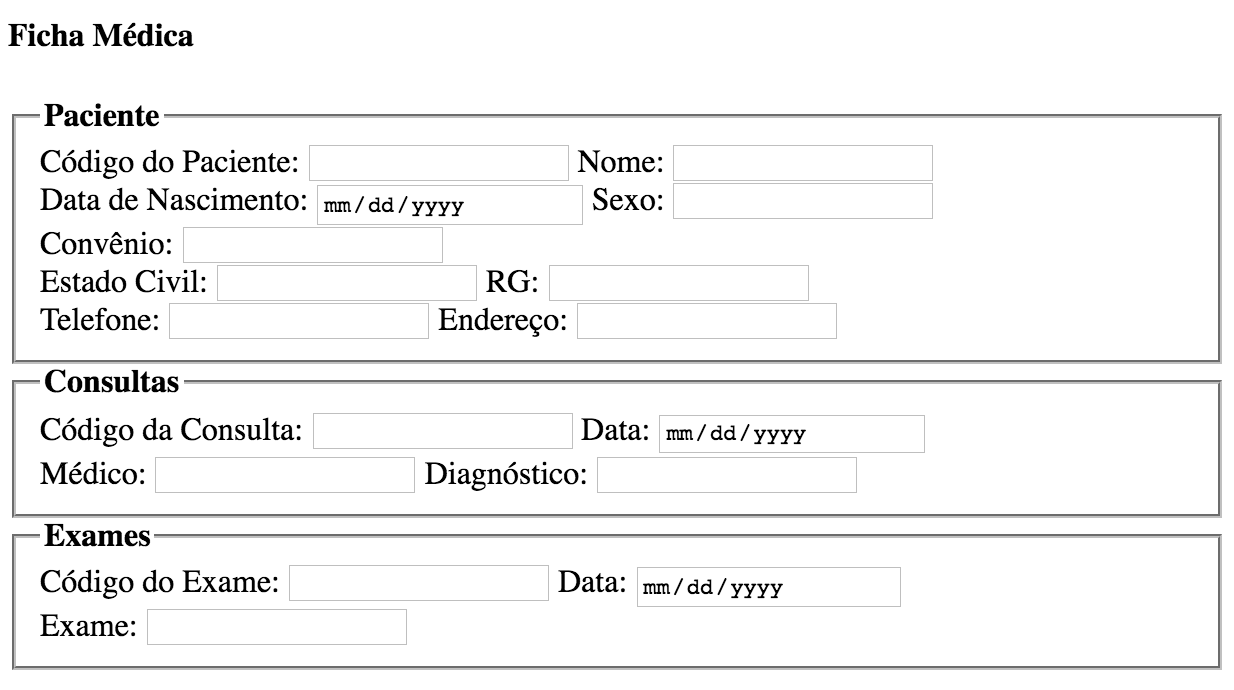 Ficha Médica
Paciente
Código do Paciente: Nome:
Data de Nascimento: mm/dd/yyyy Sexo:
Convênio:
Estado Civil: RG:
Telefone: Endereço:
Consultas
Código da Consulta: Data: mm/dd/yyyy
Médico: Diagnóstico:
Exames
Código do Exame: Data: mm/dd/yyyy
Exame: